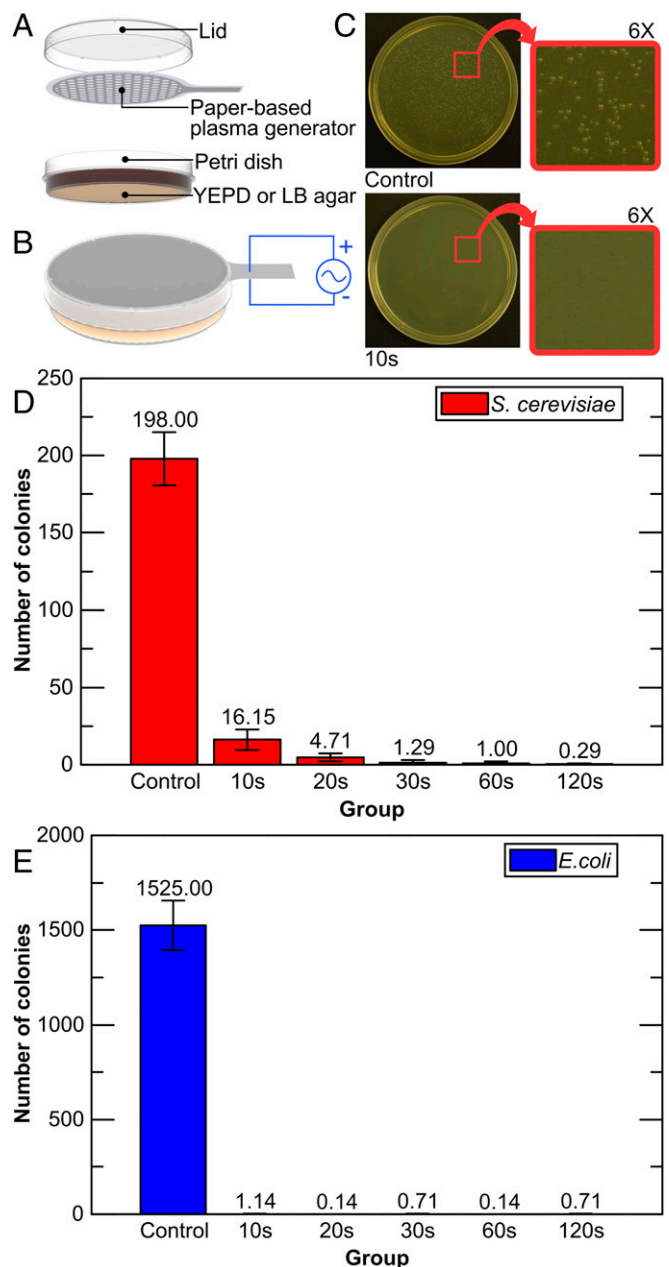 A
Lid
Paper-based
plasma generator
Petri dish
YEPD or LB agar
B
+
-
C
6X
Control
6X
10s
D
S. cerevisiae
250
200
150
100
50
0
Number of colonies
198.00
16.15
4.71
1.29
1.00
0.29
Control
10s
20s
30s
60s
120s
Group
E
E.coli
2000
1500
1000
500
0
Number of colonies
1525.00
1.14
0.14
0.71
0.14
0.71
Control
10s
20s
30s
60s
120s
Group